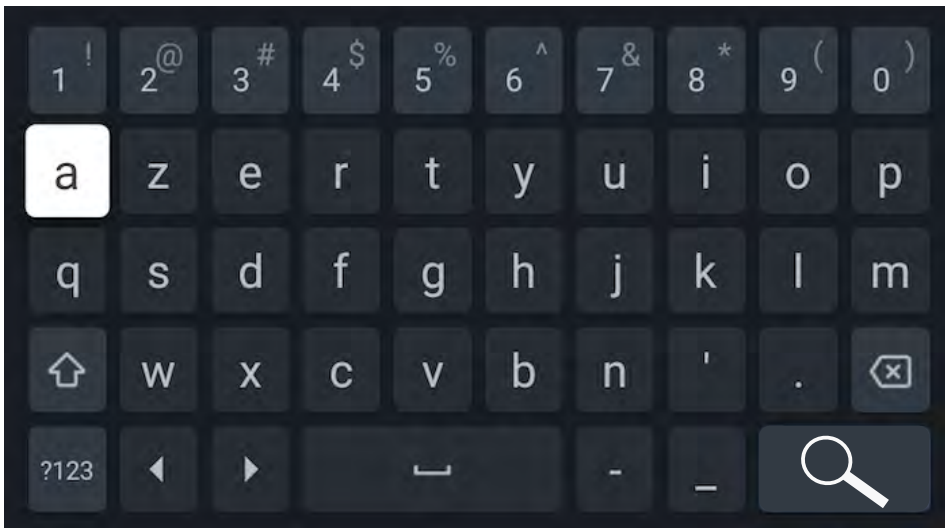 1 ! 2 @ 3 # 4 $ 5 % 6 ^ 7 & 8 * 9 ( 0 )
a z e r t y u i o p
q s d f g h j k l m
w x c v b n ' .
?123 - _